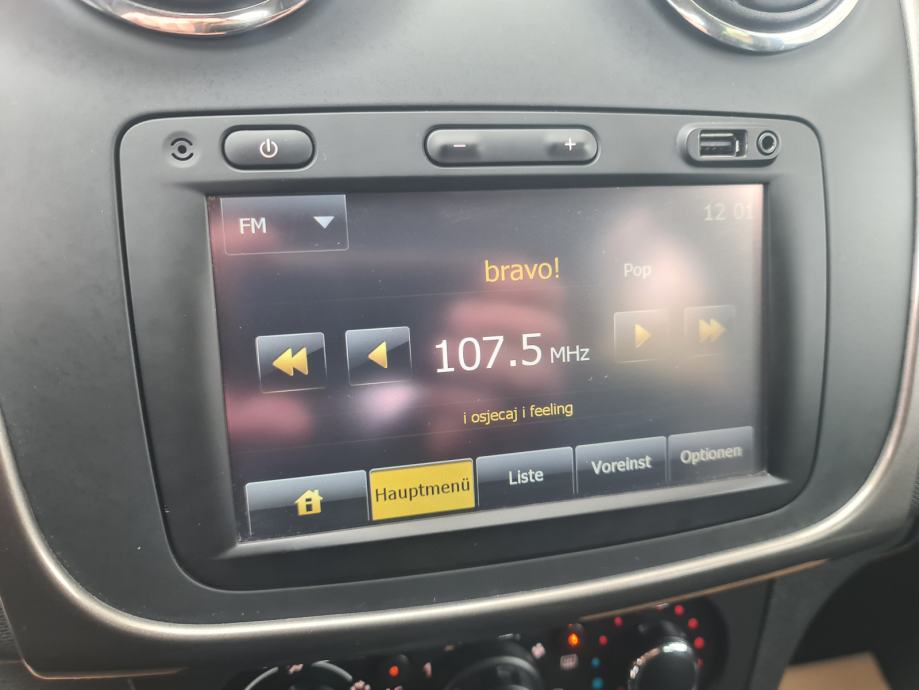 FM
12 01
bravo!
Pop
107.5 MHz
i osjecaj i feeling
Hauptmenü
Liste
Voreinst
Optionen